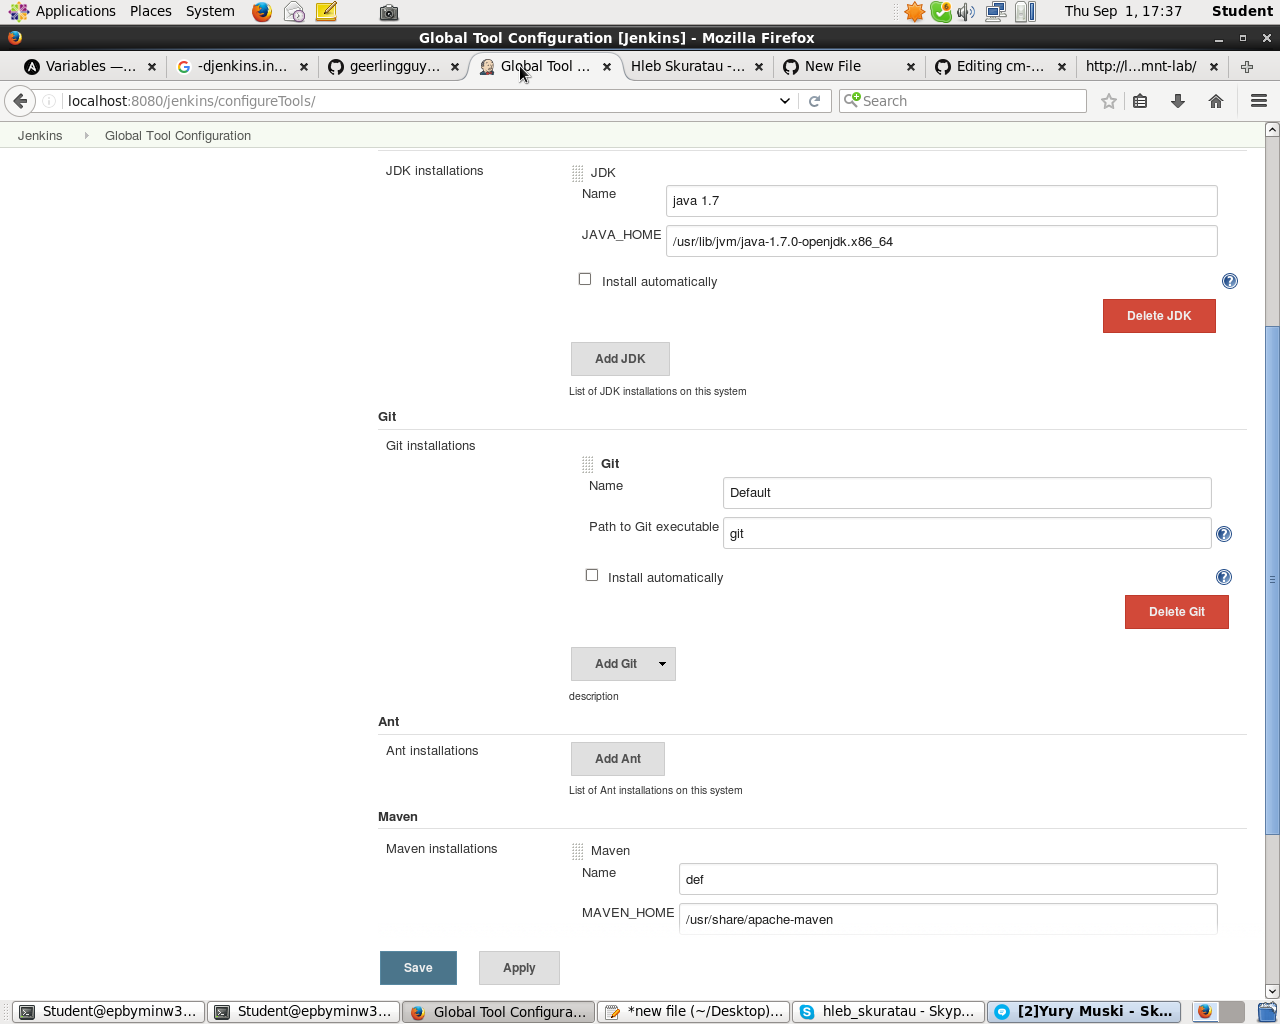 Applications Places System Thu Sep 1, 17:37 Student
Global Tool Configuration [Jenkins] - Mozilla Firefox
Variables —... -djenkins.in... geerlingguy... Global Tool ... Hleb Skuratau -... New File Editing cm-... http://l...mnt-lab/
localhost:8080/jenkins/configureTools/ Search
Jenkins Global Tool Configuration
JDK installations JDK
Name java 1.7
JAVA_HOME /usr/lib/jvm/java-1.7.0-openjdk.x86_64
Install automatically
Delete JDK
Add JDK
List of JDK installations on this system
Git
Git installations
Git
Name Default
Path to Git executable git
Install automatically
Delete Git
Add Git
description
Ant
Ant installations Add Ant
List of Ant installations on this system
Maven
Maven installations Maven
Name def
MAVEN_HOME /usr/share/apache-maven
Save Apply
Student@epbyminw3... Student@epbyminw3... Global Tool Configura... *new file (~/Desktop)... hleb_skuratau - Skyp... [2]Yury Muski - Sk...